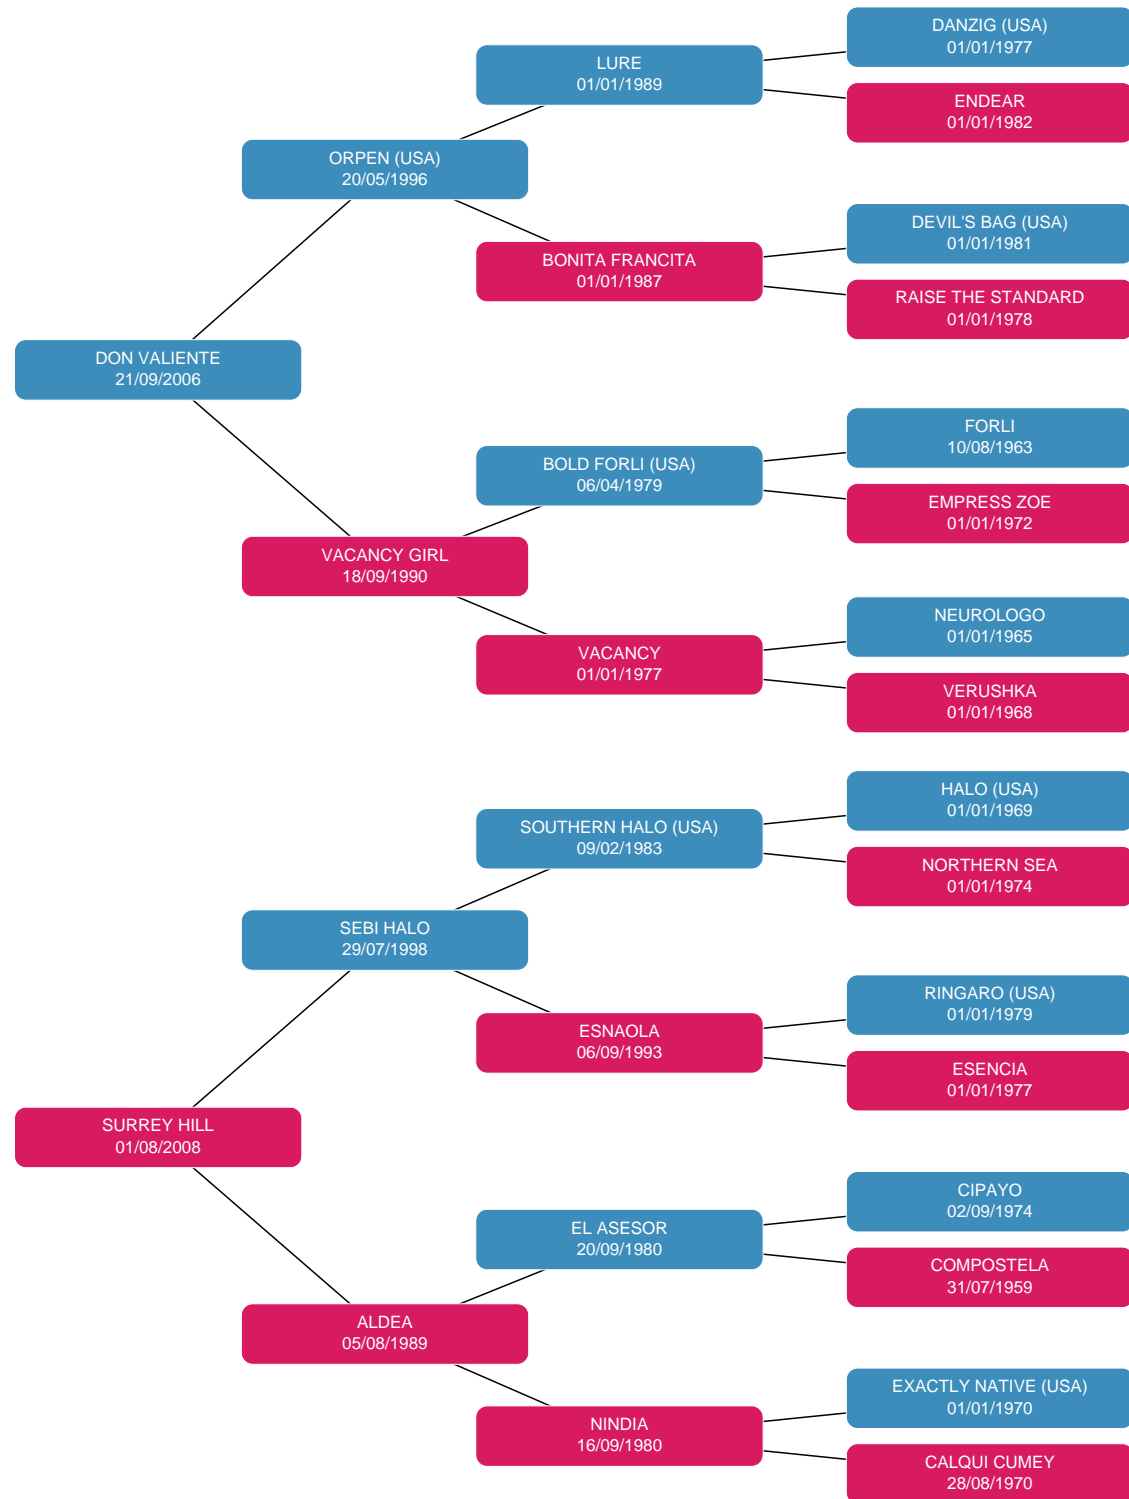 DANZIG (USA)
01/01/1977
LURE
01/01/1989
ENDEAR
01/01/1982
ORPEN (USA)
20/05/1996
DEVIL'S BAG (USA)
01/01/1981
BONITA FRANCITA
01/01/1987
RAISE THE STANDARD
01/01/1978
DON VALIENTE
21/09/2006
FORLI
10/08/1963
BOLD FORLI (USA)
06/04/1979
EMPRESS ZOE
01/01/1972
VACANCY GIRL
18/09/1990
NEUROLOGO
01/01/1965
VACANCY
01/01/1977
VERUSHKA
01/01/1968
HALO (USA)
01/01/1969
SOUTHERN HALO (USA)
09/02/1983
NORTHERN SEA
01/01/1974
SEBI HALO
29/07/1998
RINGARO (USA)
01/01/1979
ESNAOLA
06/09/1993
ESENCIA
01/01/1977
SURREY HILL
01/08/2008
CIPAYO
02/09/1974
EL ASESOR
20/09/1980
COMPOSTELA
31/07/1959
ALDEA
05/08/1989
EXACTLY NATIVE (USA)
01/01/1970
NINDIA
16/09/1980
CALQUI CUMEY
28/08/1970